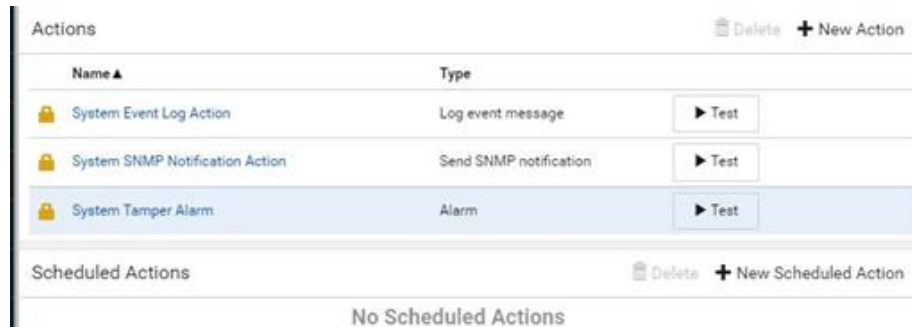 Actions Delete New Action
Name Type
System Event Log Action Log event message Test
System SNMP Notification Action Send SNMP notification Test
System Tamper Alarm Alarm Test
Scheduled Actions Delete New Scheduled Action
No Scheduled Actions